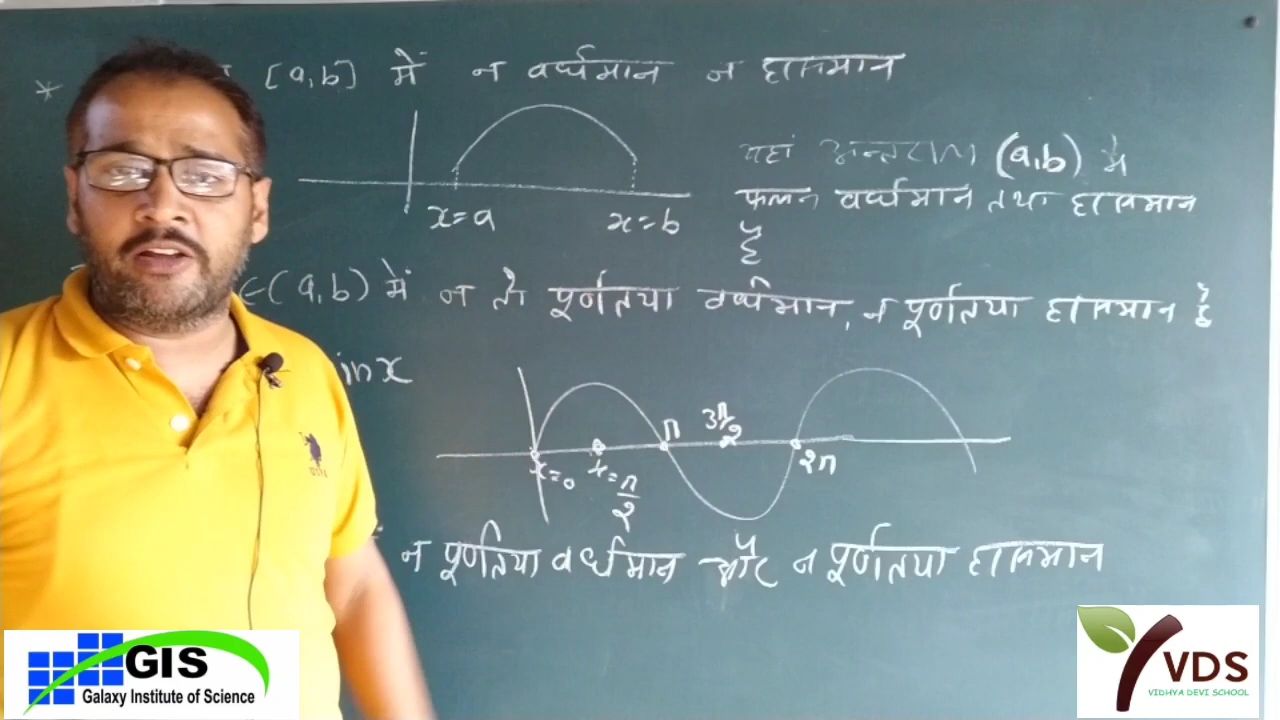 * [a,b] में न वर्धमान न ह्रासमान
यहां अन्तराल (a,b) में
फलन वर्धमान तथा ह्रासमान
है
x=a x=b
(a,b) में न तो पूर्णतया वर्धमान, न पूर्णतया ह्रासमान है
inx
π 3π/2
x=0 x=π/2 2π
न पूर्णतया वर्धमान और न पूर्णतया ह्रासमान
GIS
Galaxy Institute of Science
VDS
VIDHYA DEVI SCHOOL